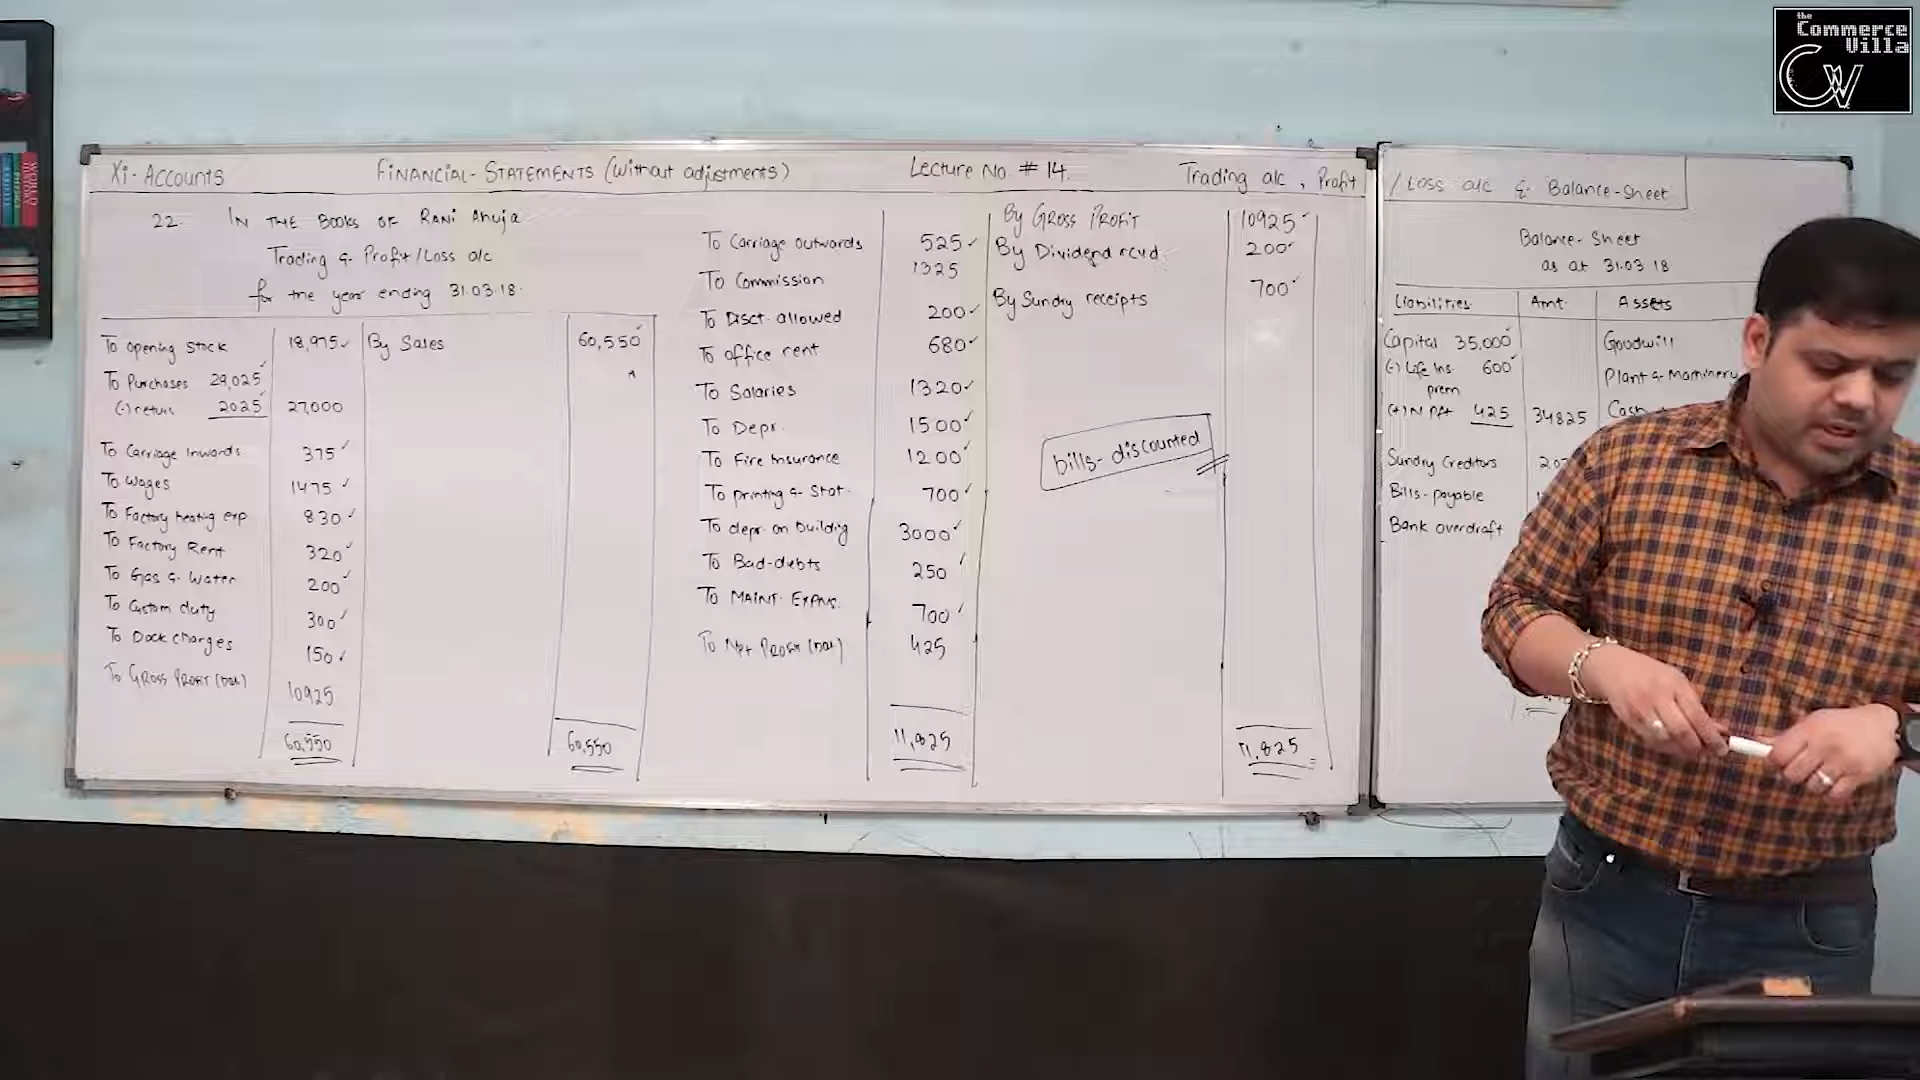 the
Commerce
Villa
CV
XI-Accounts
FINANCIAL-STATEMENTS (Without adjustments)
Lecture No. # 14.
Trading a/c, Profit
/Loss a/c & Balance-Sheet
22. IN THE BOOKS OF RANI Ahuja
Trading & Profit/Loss a/c
for the year ending 31.03.18.
To opening stock 18,975 By Sales 60,550
To Purchases 29,025
(-) return 2025 27,000
To Carriage Inwards 375
To Wages 1475
To Factory heating exp 830
To Factory Rent 320
To Gas & Water 200
To Custom duty 300
To Dock charges 150
To GROSS PROFIT (bal) 10925
60,550 60,550
By GROSS PROFIT 10925
To Carriage outwards 525 By Dividend rcvd. 200
To Commission 1325 By Sundry receipts 700
To Disct. allowed 200
To office rent 680
To Salaries 1320
To Depr. 1500
To Fire Insurance 1200
To printing & Stat. 700
To depr. on building 3000
To Bad-debts 250
To MAINT. EXPNS. 700
To Net Profit (bal) 425
11,825 11,825
bills-discounted
Balance-Sheet
as at 31.03.18
Liabilities Amt. Assets
Capital 35,000 Goodwill
(-) Life Ins. 600 Plant & Machinery
prem
(+) N Pft 425 34825 Cash
Sundry Creditors
Bills-payable
Bank overdraft